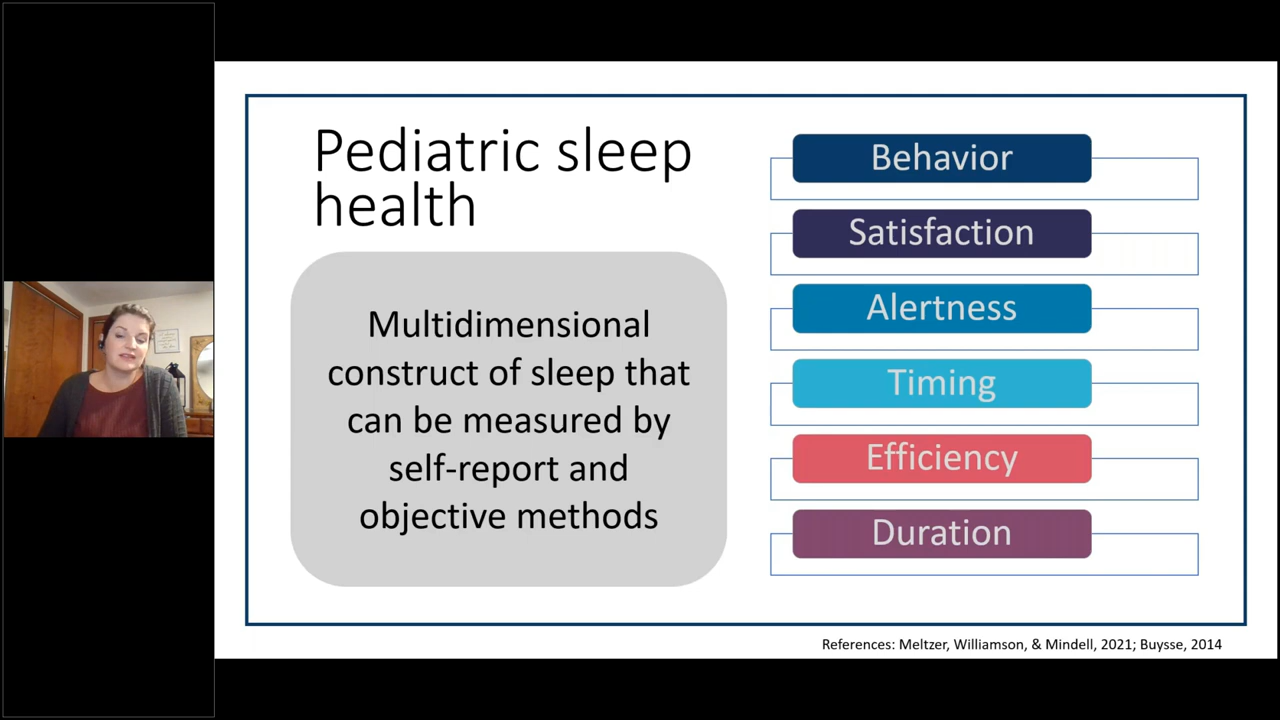 Pediatric sleep
health
Multidimensional
construct of sleep that
can be measured by
self-report and
objective methods
Behavior
Satisfaction
Alertness
Timing
Efficiency
Duration
References: Meltzer, Williamson, & Mindell, 2021; Buysse, 2014